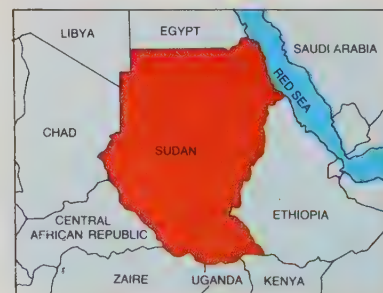 LIBYA
EGYPT
SAUDI ARABIA
RED SEA
CHAD
SUDAN
ETHIOPIA
CENTRAL
AFRICAN REPUBLIC
ZAIRE
UGANDA
KENYA